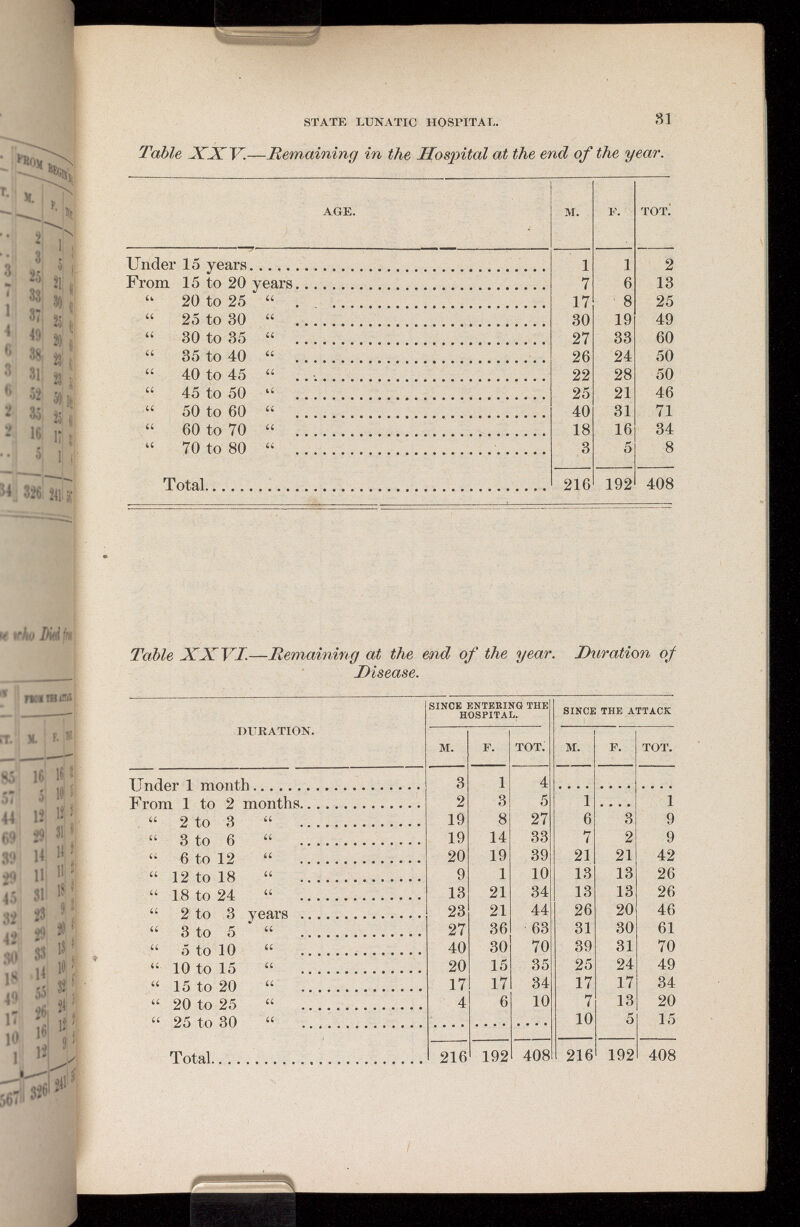 STATE LUNATIC HOSPITAL. 31
Table XXV.—Remaining in the Hospital at the end of the year.
AGE. M. F. TOT.
Under 15 years 1 1 2
From 15 to 20 years 7 6 13
“ 20 to 25 “ 17 8 25
“ 25 to 30 “ 30 19 49
“ 30 to 35 “ 27 33 60
“ 35 to 40 “ 26 24 50
“ 40 to 45 “ 22 28 50
“ 45 to 50 “ 25 21 46
“ 50 to 60 “ 40 31 71
“ 60 to 70 “ 18 16 34
“ 70 to 80 “ 3 5 8
Total 216 192 408
Table XXVI.—Remaining at the end of the year. Duration of
Disease.
DURATION. SINCE ENTERING THE HOSPITAL. SINCE THE ATTACK
M. F. TOT. M. F. TOT.
Under 1 month 3 1 4 .... .... ....
From 1 to 2 months 2 3 5 1 .... 1
“ 2 to 3 “ 19 8 27 6 3 9
“ 3 to 6 “ 19 14 33 7 2 9
“ 6 to 12 “ 20 19 39 21 21 42
“ 12 to 18 “ 9 1 10 13 13 26
“ 18 to 24 “ 13 21 34 13 13 26
“ 2 to 3 years 23 21 44 26 20 46
“ 3 to 5 “ 27 36 63 31 30 61
“ 5 to 10 “ 40 30 70 39 31 70
“ 10 to 15 “ 20 15 35 25 24 49
“ 15 to 20 “ 17 17 34 17 17 34
“ 20 to 25 “ 4 6 10 7 13 20
“ 25 to 30 “ .... .... .... 10 5 15
Total 216 192 408 216 192 408